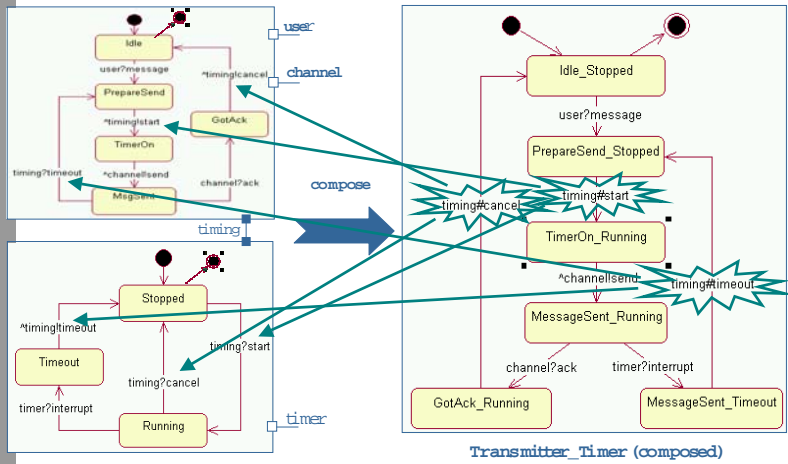 Idle
user?message
PrepareSend
^timing!start
TimerOn
^channel!send
MsgSent
timing?timeout
^timing!cancel
GotAck
channel?ack
user
channel
timing
compose
Stopped
^timing!timeout
timing?start
Timeout
timing?cancel
timer?interrupt
Running
timer
Idle_Stopped
user?message
PrepareSend_Stopped
timing#cancel
timing#start
TimerOn_Running
^channel!send
timing#timeout
MessageSent_Running
channel?ack
timer?interrupt
GotAck_Running
MessageSent_Timeout
Transmitter_Timer (composed)